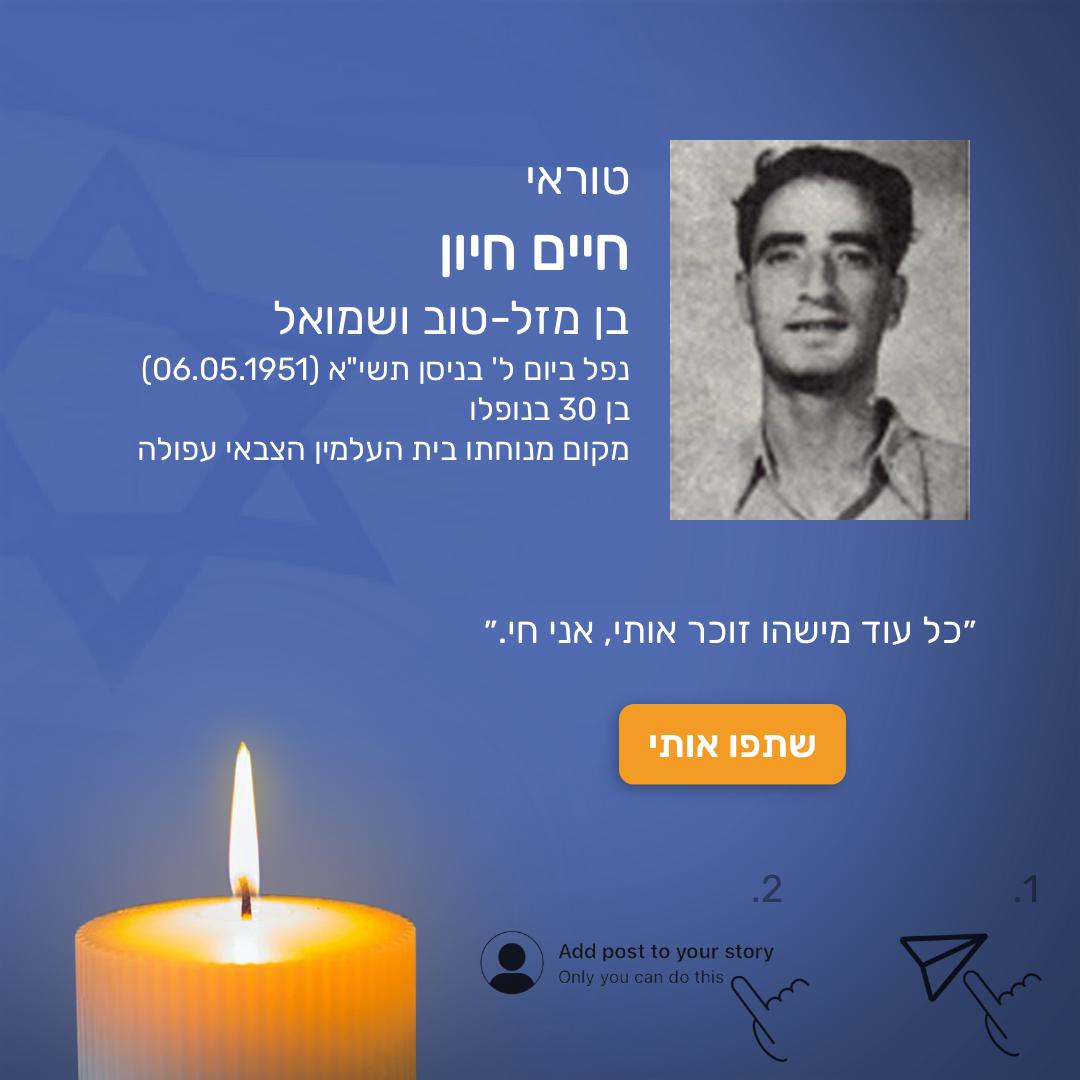 טוראי
חיים חיון
בן מזל-טוב ושמואל
נפל ביום ל' בניסן תשי"א (06.05.1951)
בן 30 בנופלו
מקום מנוחתו בית העלמין הצבאי עפולה
״כל עוד מישהו זוכר אותי, אני חי.״
שתפו אותי
.1
.2
Add post to your story
Only you can do this